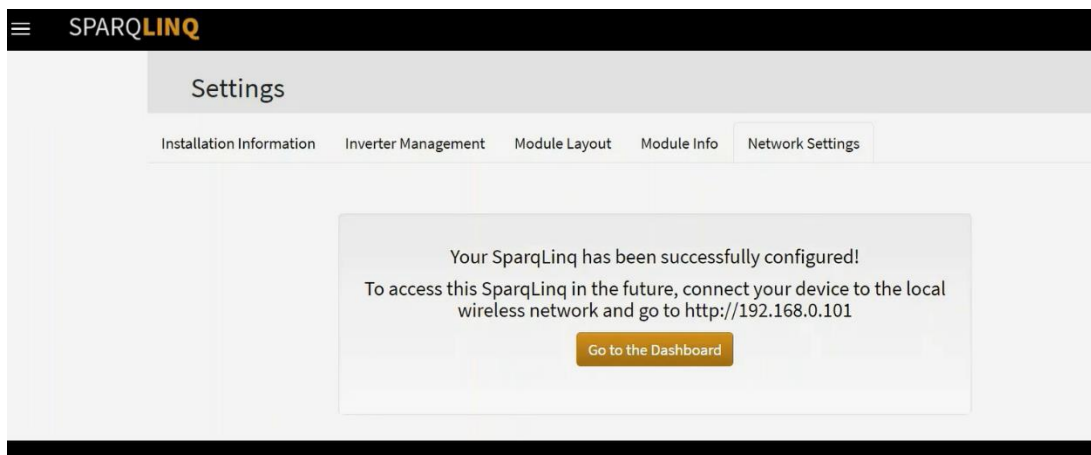 SPARQLINQ
Settings
Installation Information Inverter Management Module Layout Module Info Network Settings
Your SparqLinq has been successfully configured!
To access this SparqLinq in the future, connect your device to the local
wireless network and go to http://192.168.0.101
Go to the Dashboard